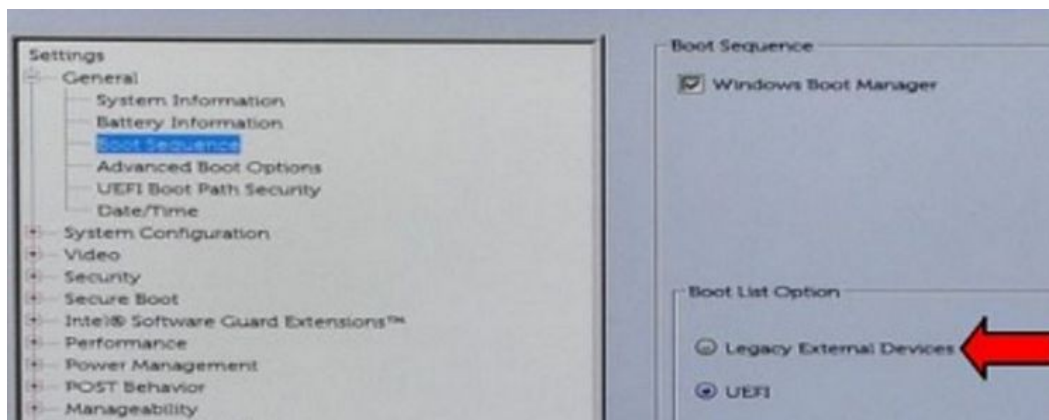 Settings
General
System Information
Battery Information
Boot Sequence
Advanced Boot Options
UEFI Boot Path Security
Date/Time
System Configuration
Video
Security
Secure Boot
Intel® Software Guard Extensions™
Performance
Power Management
POST Behavior
Manageability
Boot Sequence
Windows Boot Manager
Boot List Option
Legacy External Devices
UEFI